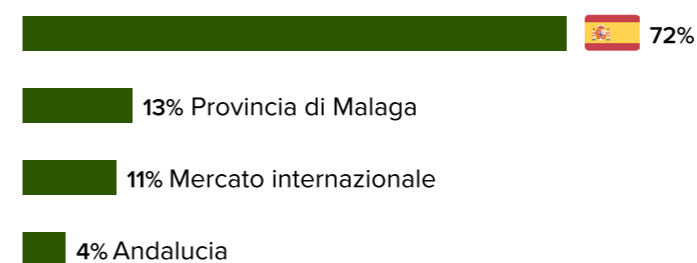 72%
13% Provincia di Malaga
11% Mercato internazionale
4% Andalucia